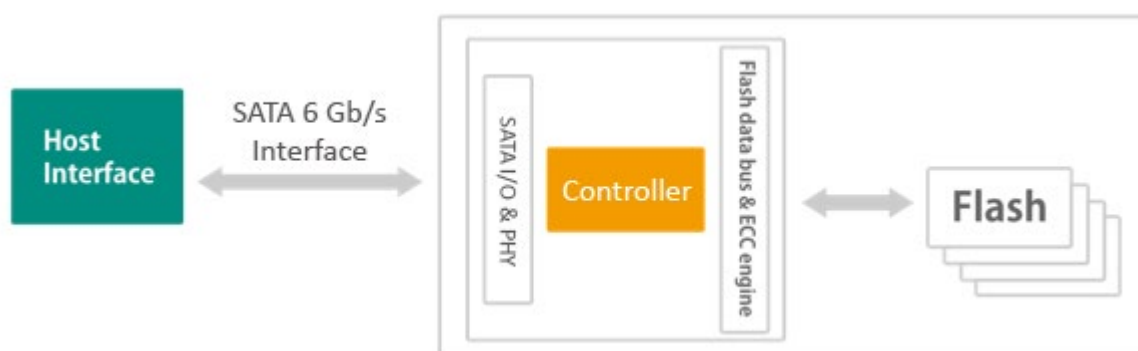 Host
Interface
SATA 6 Gb/s
Interface
SATA I/O & PHY
Controller
Flash data bus & ECC engine
Flash